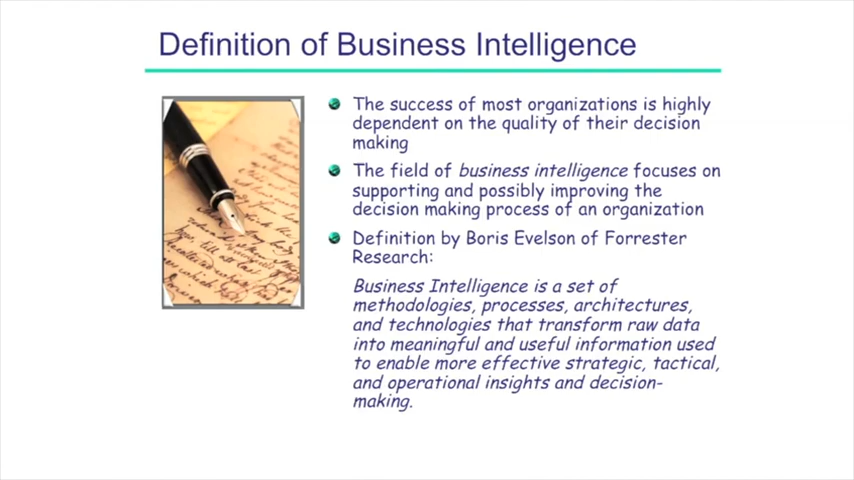 Definition of Business Intelligence
The success of most organizations is highly
dependent on the quality of their decision
making
The field of business intelligence focuses on
supporting and possibly improving the
decision making process of an organization
Definition by Boris Evelson of Forrester
Research:
Business Intelligence is a set of
methodologies, processes, architectures,
and technologies that transform raw data
into meaningful and useful information used
to enable more effective strategic, tactical,
and operational insights and decision-
making.